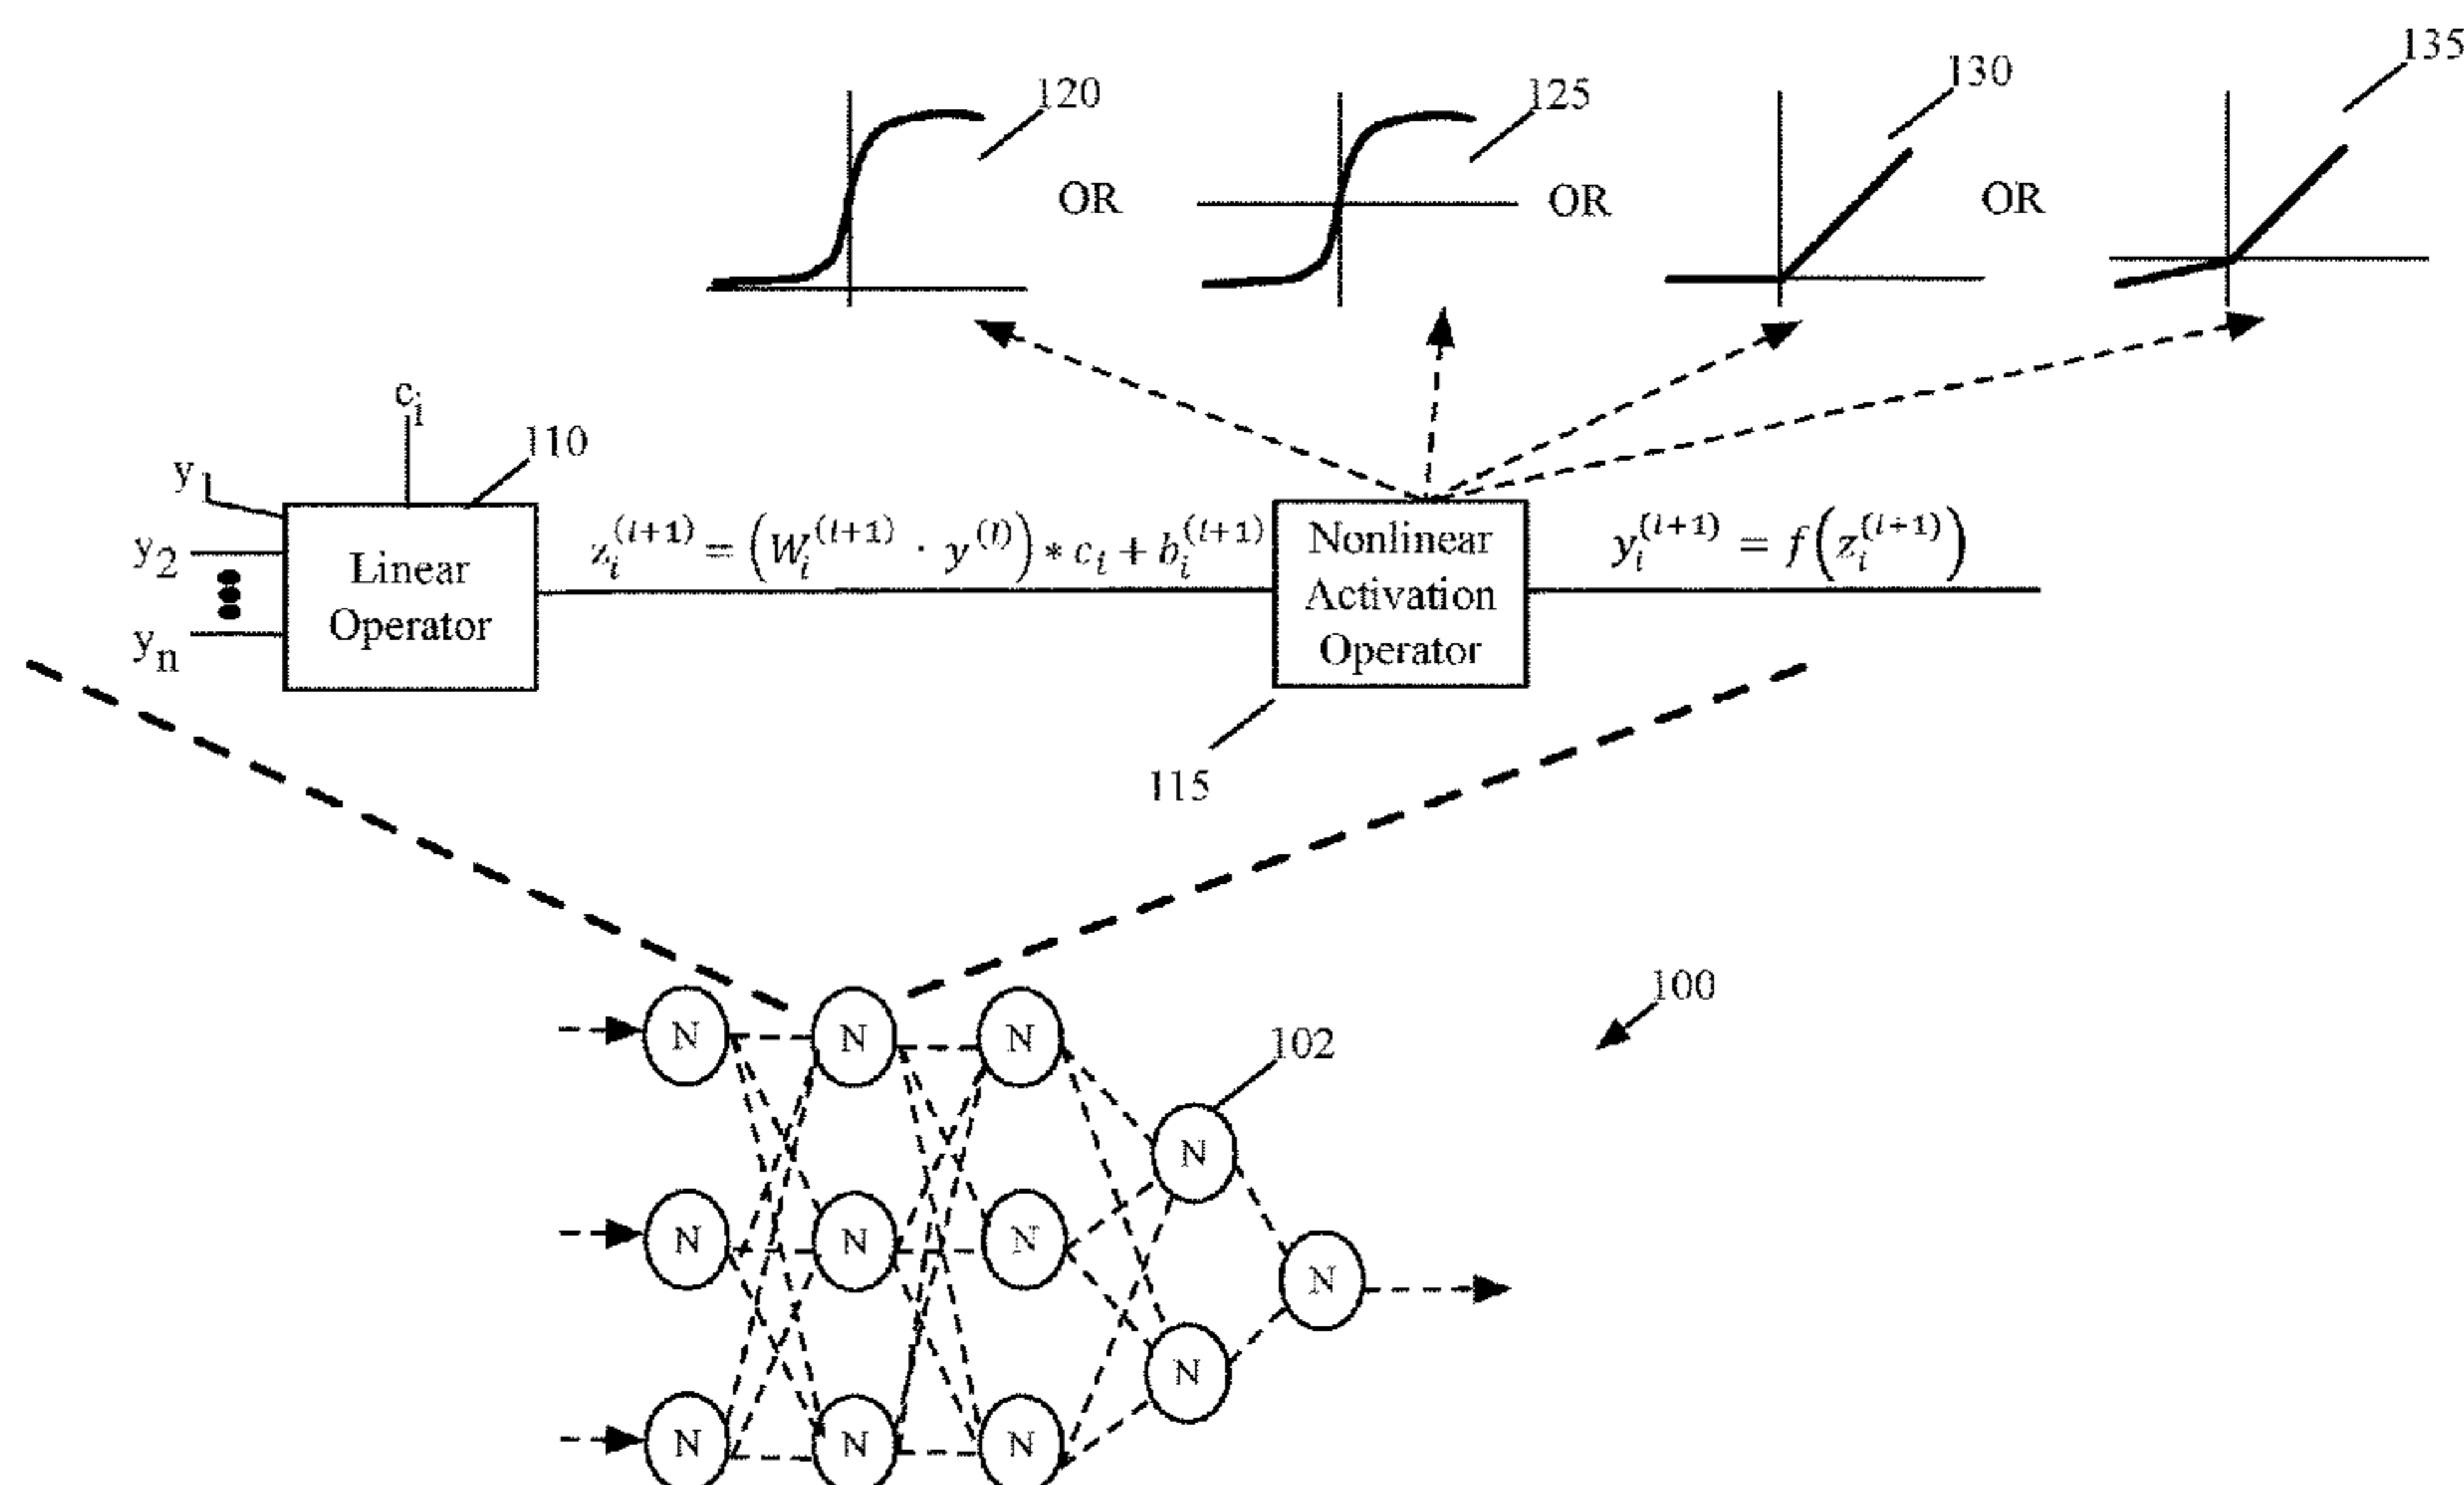 120
125
130
135
OR
OR
OR
c_i
110
y_1
y_2
y_n
Linear
Operator
z_i^{(l+1)} = (W_i^{(l+1)} · y^{(l)}) * c_i + b_i^{(l+1)}
Nonlinear
Activation
Operator
y_i^{(l+1)} = f(z_i^{(l+1)})
115
100
102
N
N
N
N
N
N
N
N
N
N
N
N